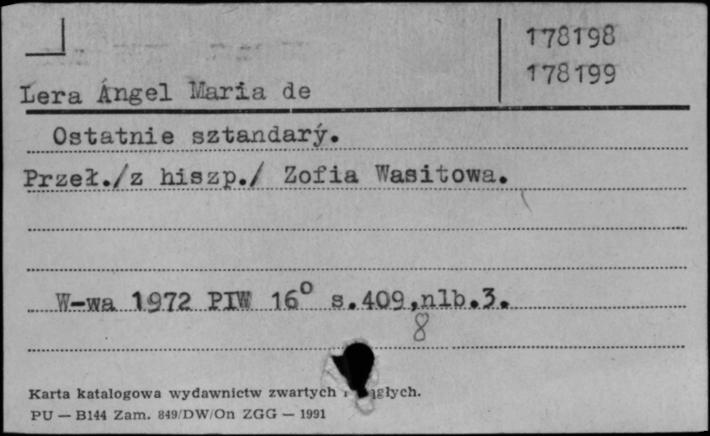 178198
178199
Lera Ángel Maria de
Ostatnie sztandarý.
Przeł./z hiszp./ Zofia Wasitowa.
W-wa 1972 PIW 16° s.409,nlb.3.
8
Karta katalogowa wydawnictw zwartych i
PU — B144 Zam. 849/DW/On ZGG — 1991